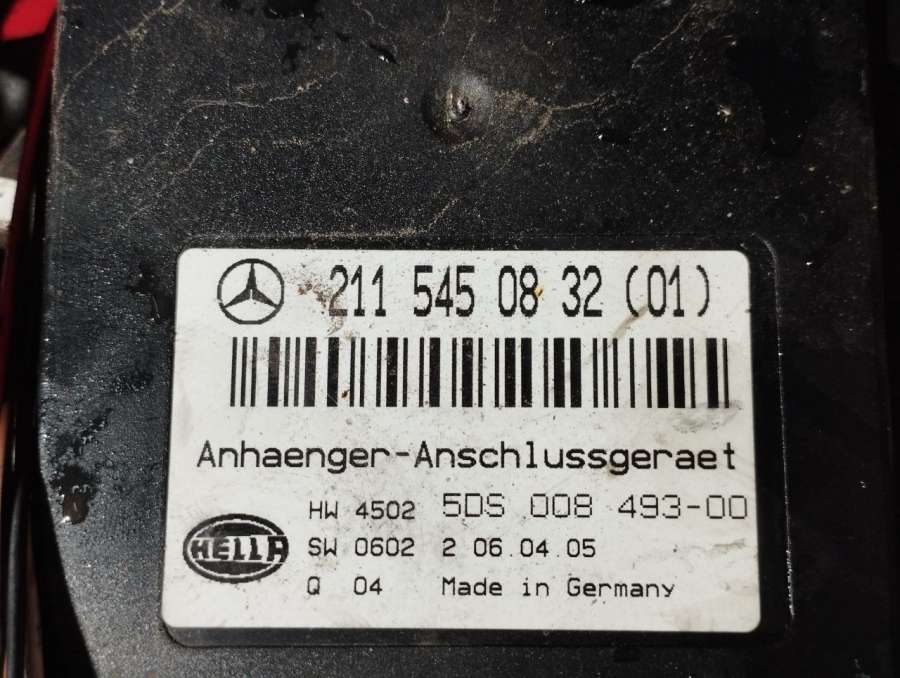 211 545 08 32 (01)
Anhaenger-Anschlussgeraet
HW 4502 5DS 008 493-00
HELLA SW 0602 2 06.04.05
Q 04 Made in Germany